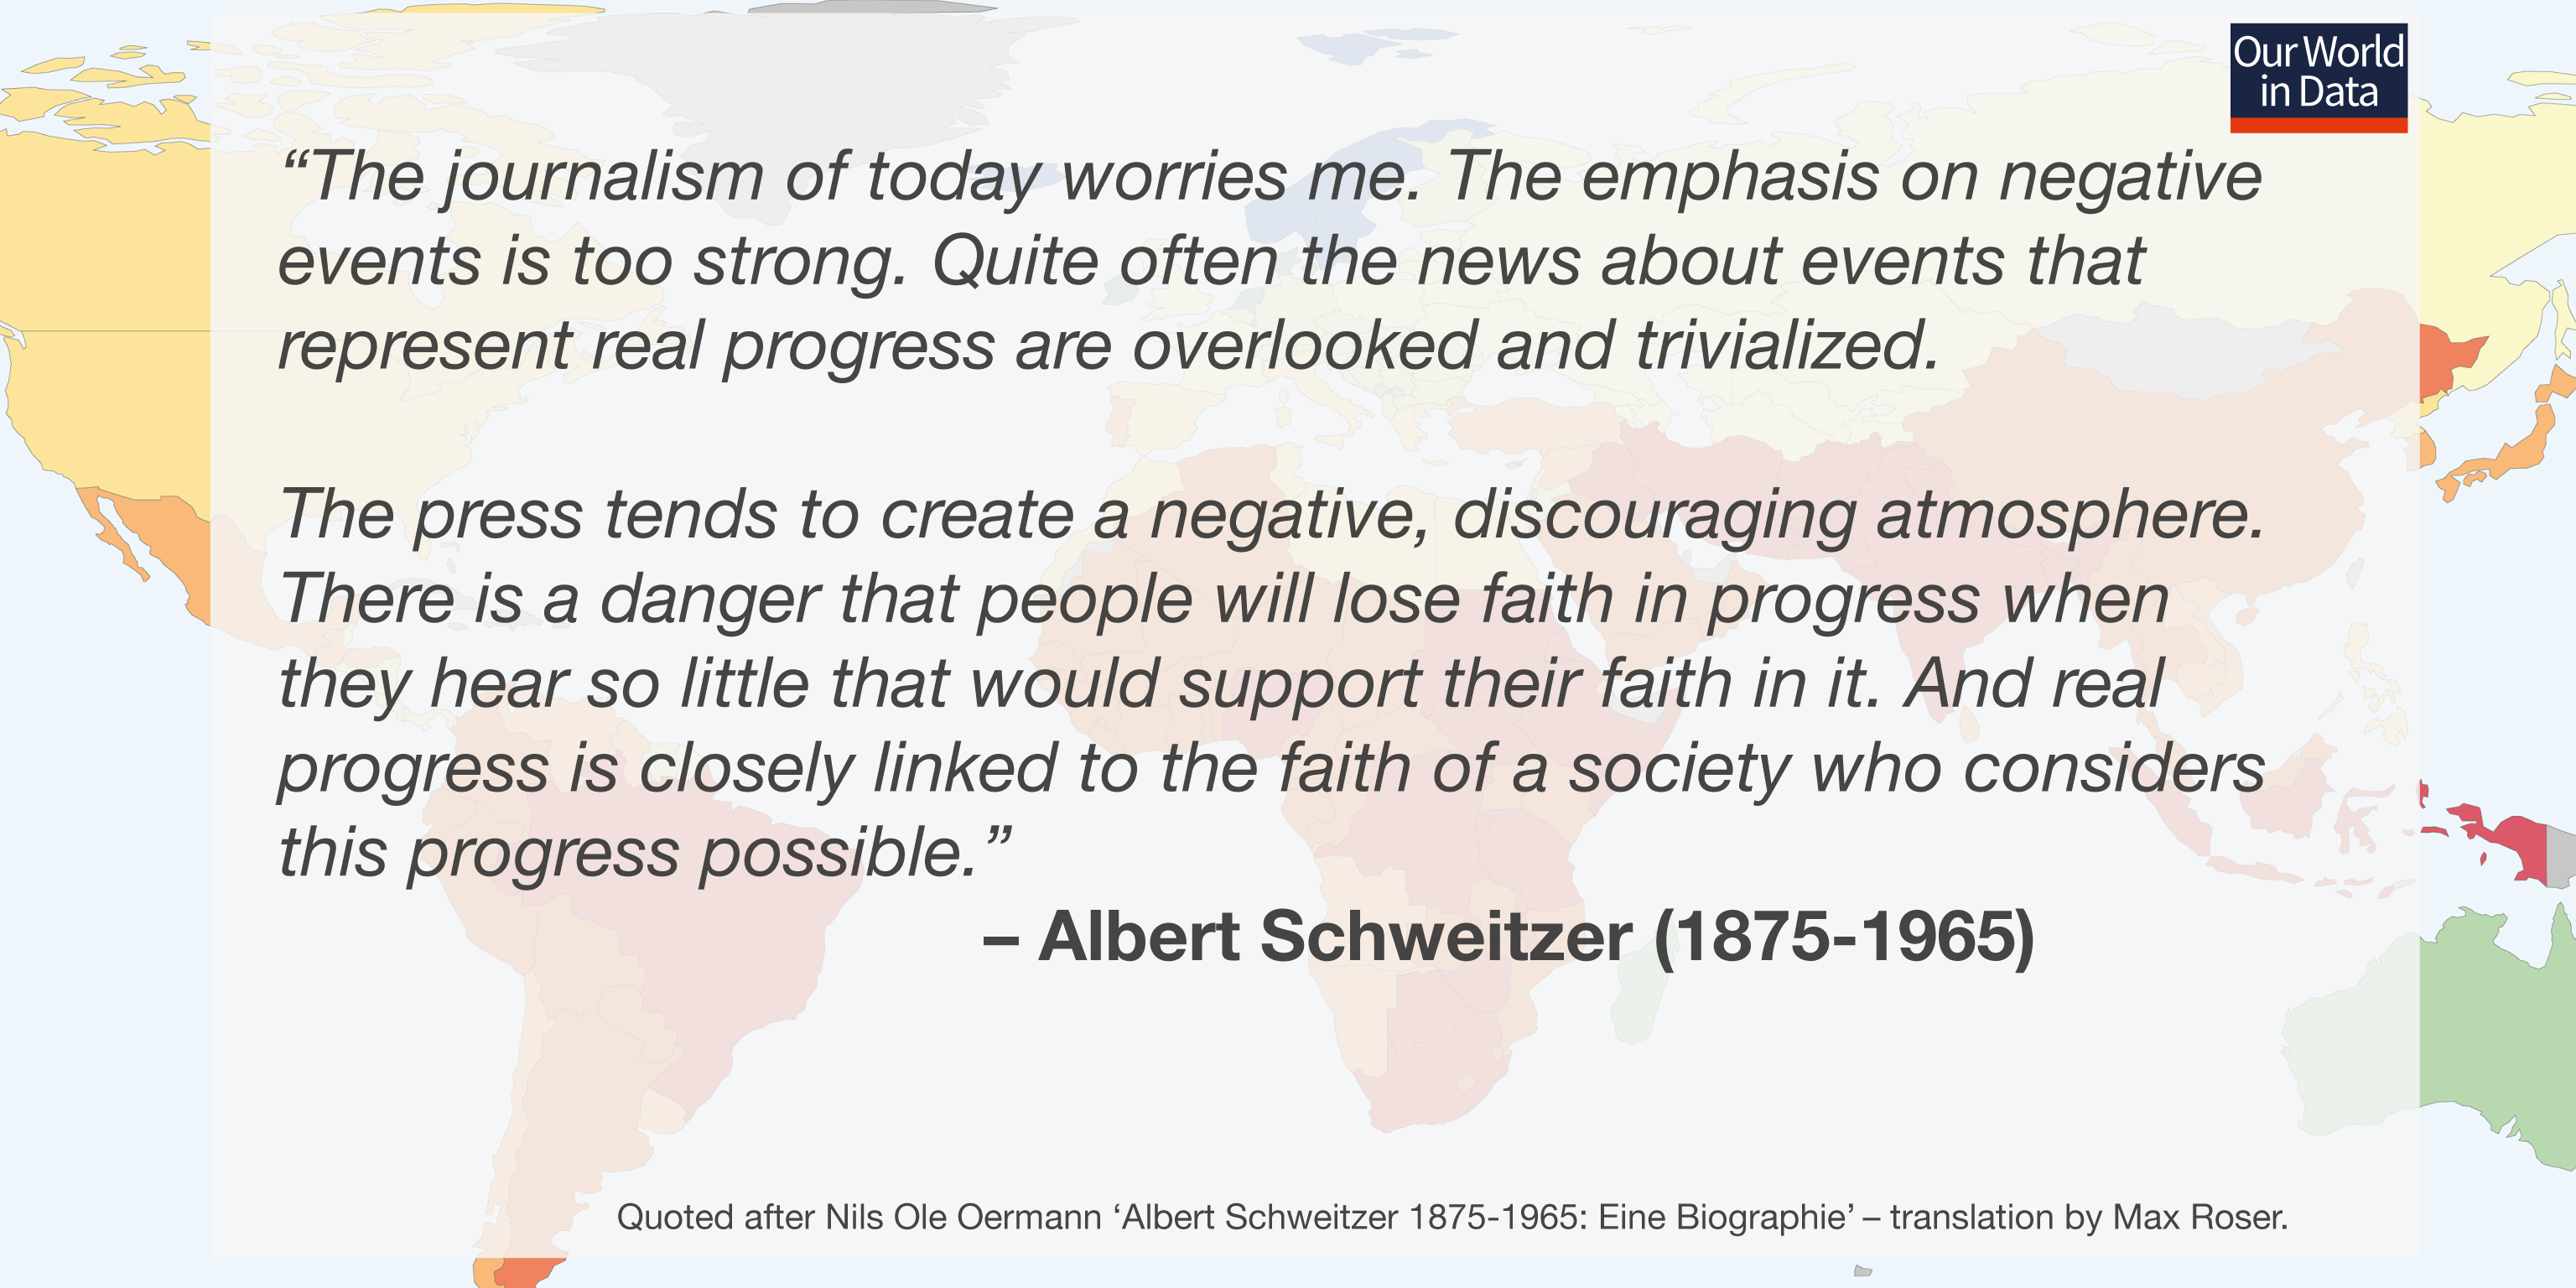 Our World
in Data
“The journalism of today worries me. The emphasis on negative
events is too strong. Quite often the news about events that
represent real progress are overlooked and trivialized.
The press tends to create a negative, discouraging atmosphere.
There is a danger that people will lose faith in progress when
they hear so little that would support their faith in it. And real
progress is closely linked to the faith of a society who considers
this progress possible.”
– Albert Schweitzer (1875-1965)
Quoted after Nils Ole Oermann ‘Albert Schweitzer 1875-1965: Eine Biographie’ – translation by Max Roser.